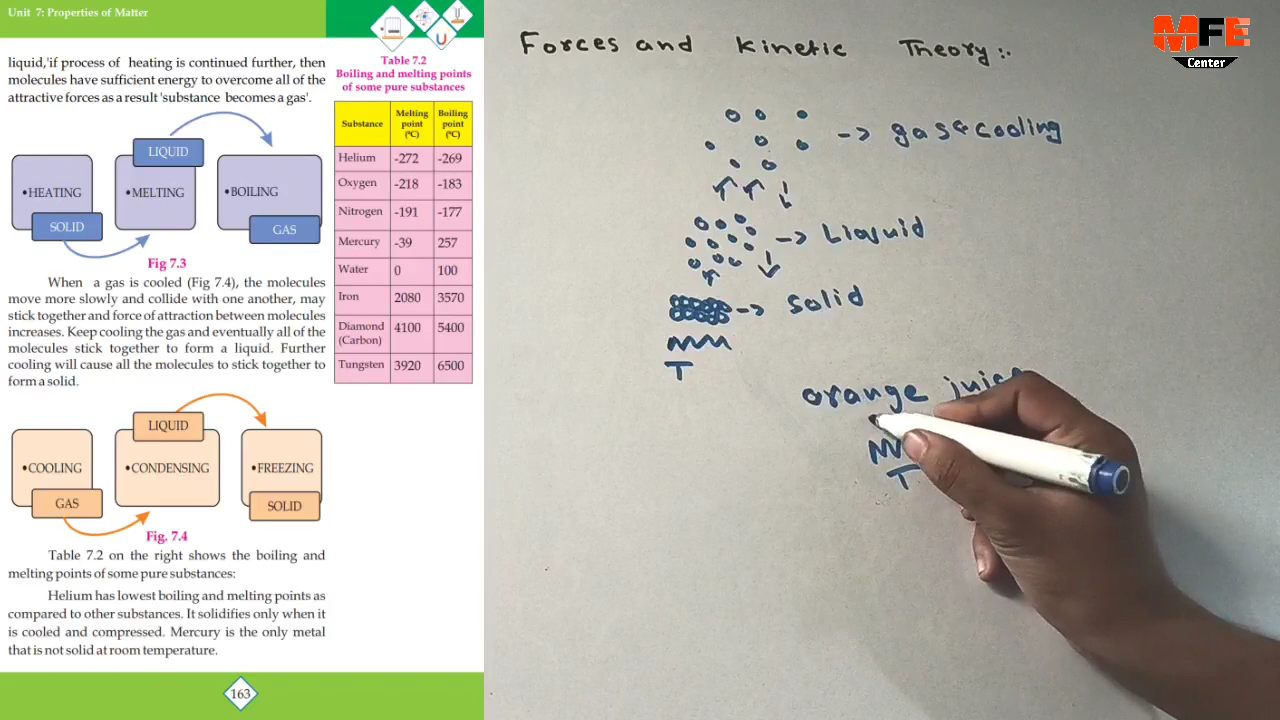 Unit 7: Properties of Matter
liquid,'if process of heating is continued further, then
molecules have sufficient energy to overcome all of the
attractive forces as a result 'substance becomes a gas'.
LIQUID
•HEATING
•MELTING
•BOILING
SOLID
GAS
Fig 7.3
When a gas is cooled (Fig 7.4), the molecules
move more slowly and collide with one another, may
stick together and force of attraction between molecules
increases. Keep cooling the gas and eventually all of the
molecules stick together to form a liquid. Further
cooling will cause all the molecules to stick together to
form a solid.
LIQUID
•COOLING
•CONDENSING
•FREEZING
GAS
SOLID
Fig. 7.4
Table 7.2 on the right shows the boiling and
melting points of some pure substances:
Helium has lowest boiling and melting points as
compared to other substances. It solidifies only when it
is cooled and compressed. Mercury is the only metal
that is not solid at room temperature.
163
Table 7.2
Boiling and melting points
of some pure substances
Substance Melting point (ºC) Boiling point (ºC)
Helium -272 -269
Oxygen -218 -183
Nitrogen -191 -177
Mercury -39 257
Water 0 100
Iron 2080 3570
Diamond (Carbon) 4100 5400
Tungsten 3920 6500
Forces and Kinetic Theory:.
gas & cooling
Liquid
Solid
T
orange
T
MFE
Center